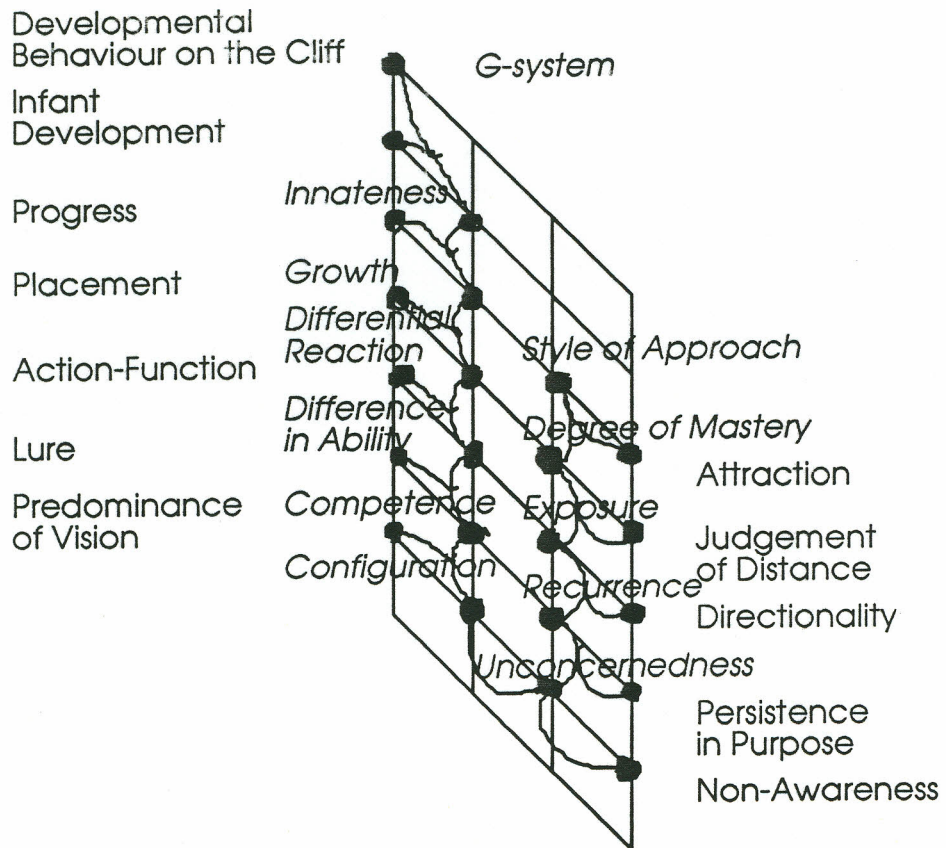 Developmental
Behaviour on the Cliff
G-system
Infant
Development
Innateness
Progress
Growth
Placement
Differential
Reaction
Style of Approach
Action-Function
Difference
in Ability
Degree of Mastery
Lure
Attraction
Predominance
of Vision
Competence
Exposure
Judgement
of Distance
Configuration
Recurrence
Directionality
Unconcernedness
Persistence
in Purpose
Non-Awareness